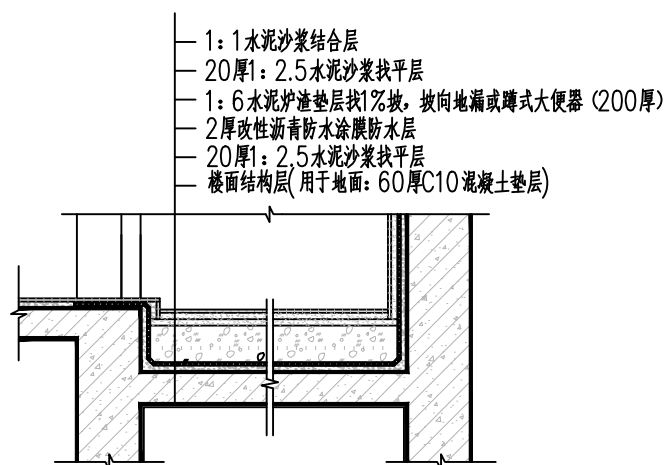 1:1水泥沙浆结合层
20厚1:2.5水泥沙浆找平层
1:6水泥炉渣垫层找1%坡,坡向地漏或蹲式大便器(200厚)
2厚改性沥青防水涂膜防水层
20厚1:2.5水泥沙浆找平层
楼面结构层(用于地面:60厚C10混凝土垫层)